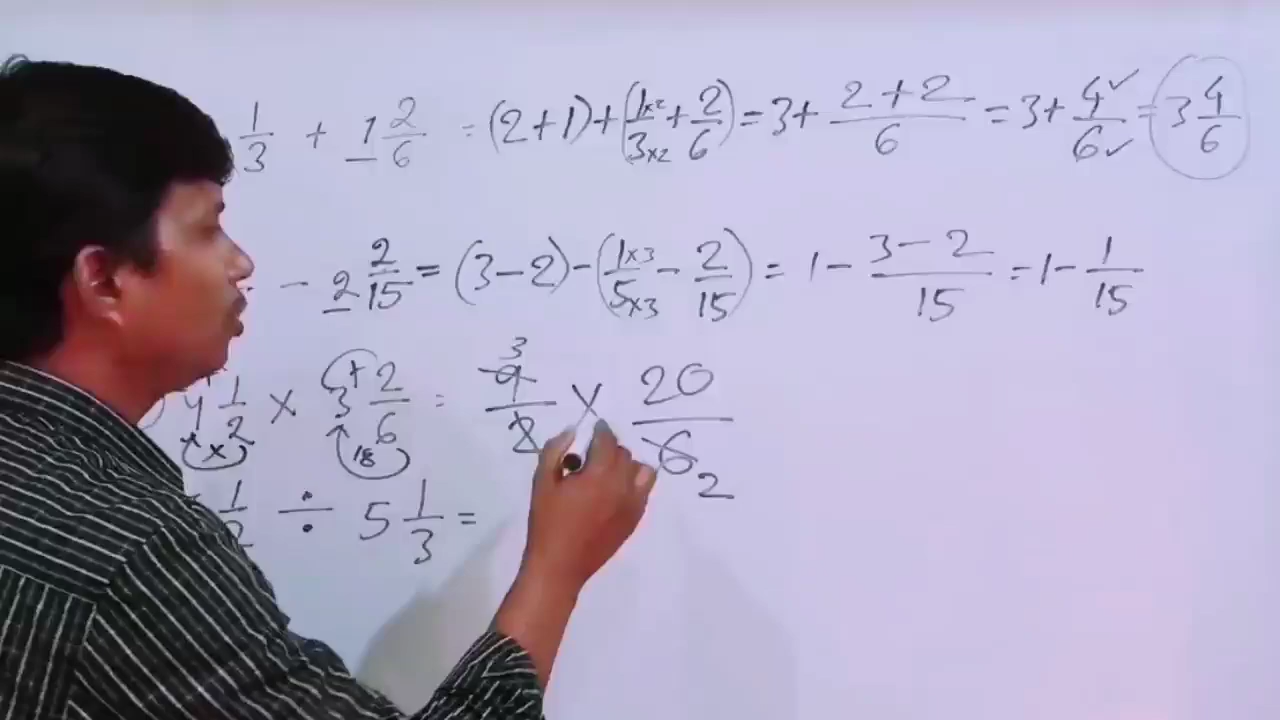 1/3 + 1 2/6 = (2+1)+(1×2/3×2 + 2/6) = 3 + 2+2/6 = 3 + 4✓/6✓ = 3 4/6
- 2 2/15 = (3-2)-(1×3/5×3 - 2/15) = 1 - 3-2/15 = 1 - 1/15
4 1/2 × 3 2/6 = 9/2 × 20/6 3 2 × + 18
1/2 ÷ 5 1/3 =